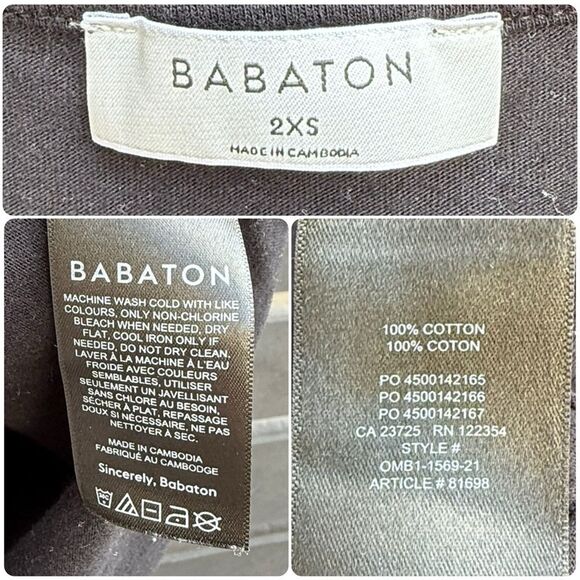 BABATON
2XS
MADE IN CAMBODIA
BABATON
MACHINE WASH COLD WITH LIKE
COLOURS, ONLY NON-CHLORINE
BLEACH WHEN NEEDED, DRY
FLAT, COOL IRON ONLY IF
NEEDED, DO NOT DRY CLEAN.
LAVER À LA MACHINE À L'EAU
FROIDE AVEC COULEURS
SEMBLABLES, UTILISER
SEULEMENT UN JAVELLISANT
SANS CHLORE AU BESOIN,
SÉCHER À PLAT, REPASSAGE
DOUX SI NÉCESSAIRE, NE PAS
NETTOYER À SEC.
MADE IN CAMBODIA
FABRIQUÉ AU CAMBODGE
Sincerely, Babaton
100% COTTON
100% COTON
PO 4500142165
PO 4500142166
PO 4500142167
CA 23725 RN 122354
STYLE #
OMB1-1569-21
ARTICLE # 81698